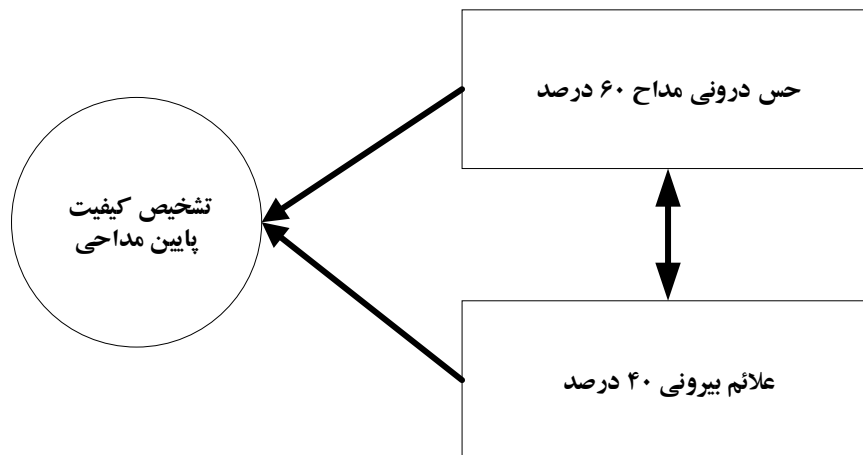 حس درونی مداح ۶۰ درصد
تشخیص کیفیت
پایین مداحی
علائم بیرونی ۴۰ درصد